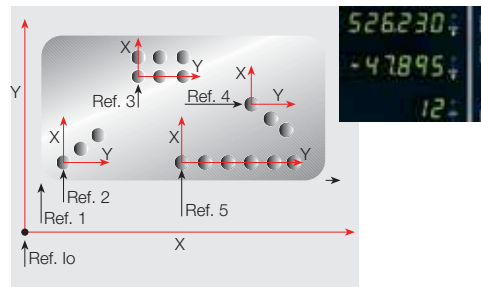 526.230
-47.895
12
X
X
Y
Y
Ref. 3
Ref. 4
Y
X
Y
X
Y
X
Y
Ref. 2
Ref. 1
Ref. 5
X
Ref. Io